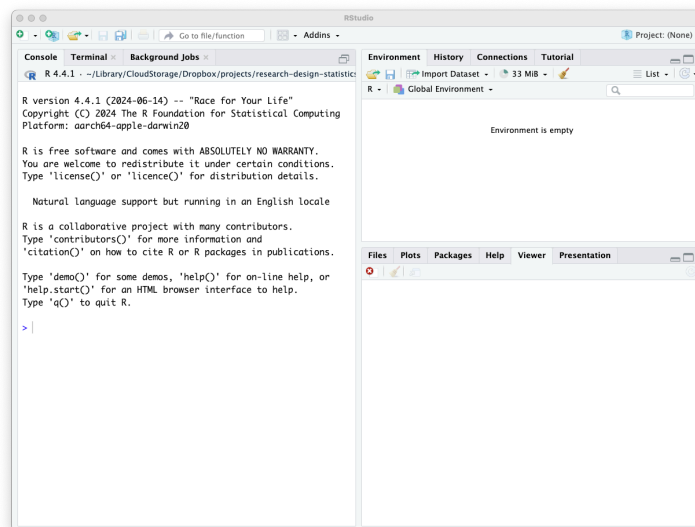 RStudio
Go to file/function
Addins
Project: (None)
Console Terminal Background Jobs
R 4.4.1 · ~/Library/CloudStorage/Dropbox/projects/research-design-statistics
R version 4.4.1 (2024-06-14) -- "Race for Your Life"
Copyright (C) 2024 The R Foundation for Statistical Computing
Platform: aarch64-apple-darwin20
R is free software and comes with ABSOLUTELY NO WARRANTY.
You are welcome to redistribute it under certain conditions.
Type 'license()' or 'licence()' for distribution details.
Natural language support but running in an English locale
R is a collaborative project with many contributors.
Type 'contributors()' for more information and
'citation()' on how to cite R or R packages in publications.
Type 'demo()' for some demos, 'help()' for on-line help, or
'help.start()' for an HTML browser interface to help.
Type 'q()' to quit R.
>
Environment History Connections Tutorial
Import Dataset 33 MiB List
R Global Environment
Environment is empty
Files Plots Packages Help Viewer Presentation